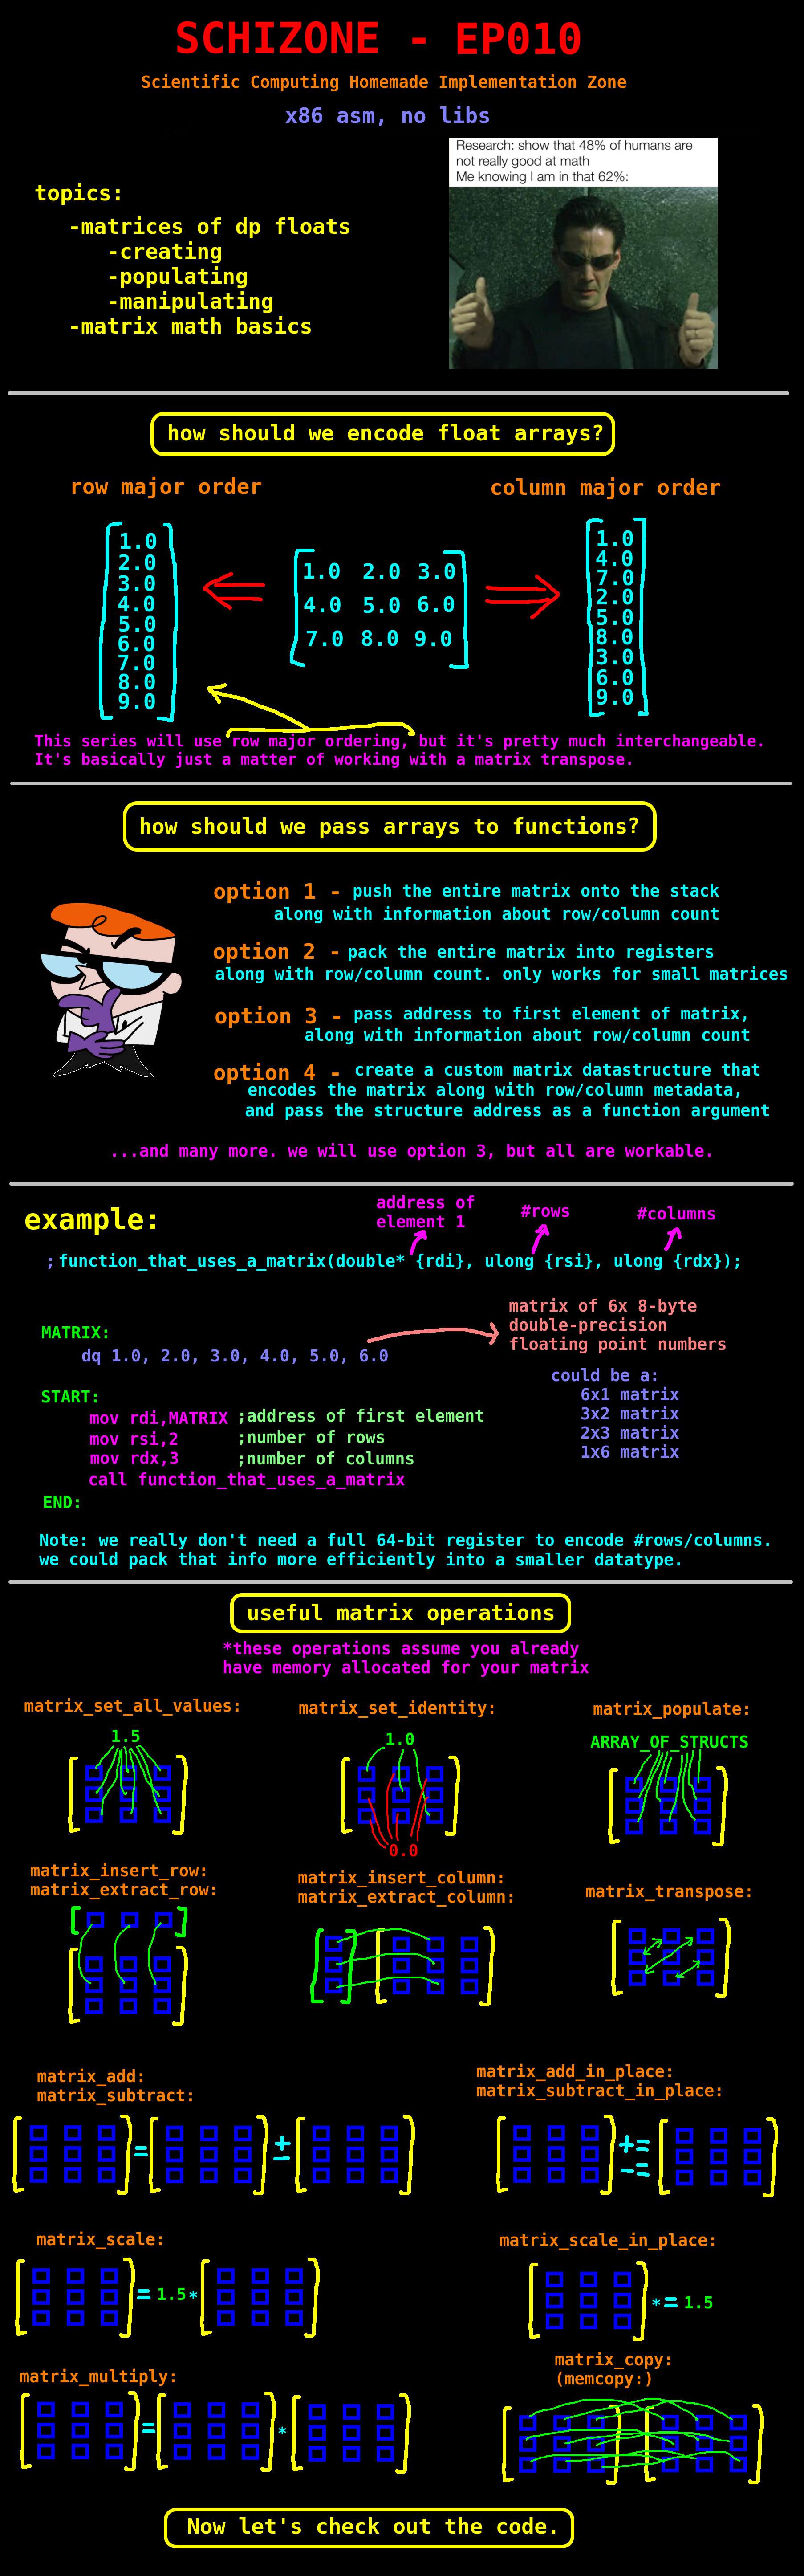 SCHIZONE - EP010
Scientific Computing Homemade Implementation Zone
x86 asm, no libs
Research: show that 48% of humans are
not really good at math
Me knowing I am in that 62%:
topics:
-matrices of dp floats
-creating
-populating
-manipulating
-matrix math basics
how should we encode float arrays?
row major order
column major order
1.0
2.0
3.0
4.0
5.0
6.0
7.0
8.0
9.0
1.0 2.0 3.0
4.0 5.0 6.0
7.0 8.0 9.0
1.0
4.0
7.0
2.0
5.0
8.0
3.0
6.0
9.0
This series will use row major ordering, but it's pretty much interchangeable.
It's basically just a matter of working with a matrix transpose.
how should we pass arrays to functions?
option 1 - push the entire matrix onto the stack
along with information about row/column count
option 2 - pack the entire matrix into registers
along with row/column count. only works for small matrices
option 3 - pass address to first element of matrix,
along with information about row/column count
option 4 - create a custom matrix datastructure that
encodes the matrix along with row/column metadata,
and pass the structure address as a function argument
...and many more. we will use option 3, but all are workable.
example:
address of
element 1
#rows
#columns
;function_that_uses_a_matrix(double* {rdi}, ulong {rsi}, ulong {rdx});
matrix of 6x 8-byte
double-precision
floating point numbers
MATRIX:
dq 1.0, 2.0, 3.0, 4.0, 5.0, 6.0
could be a:
6x1 matrix
3x2 matrix
2x3 matrix
1x6 matrix
START:
mov rdi,MATRIX ;address of first element
mov rsi,2 ;number of rows
mov rdx,3 ;number of columns
call function_that_uses_a_matrix
END:
Note: we really don't need a full 64-bit register to encode #rows/columns.
we could pack that info more efficiently into a smaller datatype.
useful matrix operations
*these operations assume you already
have memory allocated for your matrix
matrix_set_all_values:
1.5
matrix_set_identity:
1.0
0.0
matrix_populate:
ARRAY_OF_STRUCTS
matrix_insert_row:
matrix_extract_row:
matrix_insert_column:
matrix_extract_column:
matrix_transpose:
matrix_add:
matrix_subtract:
= ±
matrix_add_in_place:
matrix_subtract_in_place:
+=
-=
matrix_scale:
= 1.5 *
matrix_scale_in_place:
*= 1.5
matrix_multiply:
= *
matrix_copy:
(memcopy:)
Now let's check out the code.